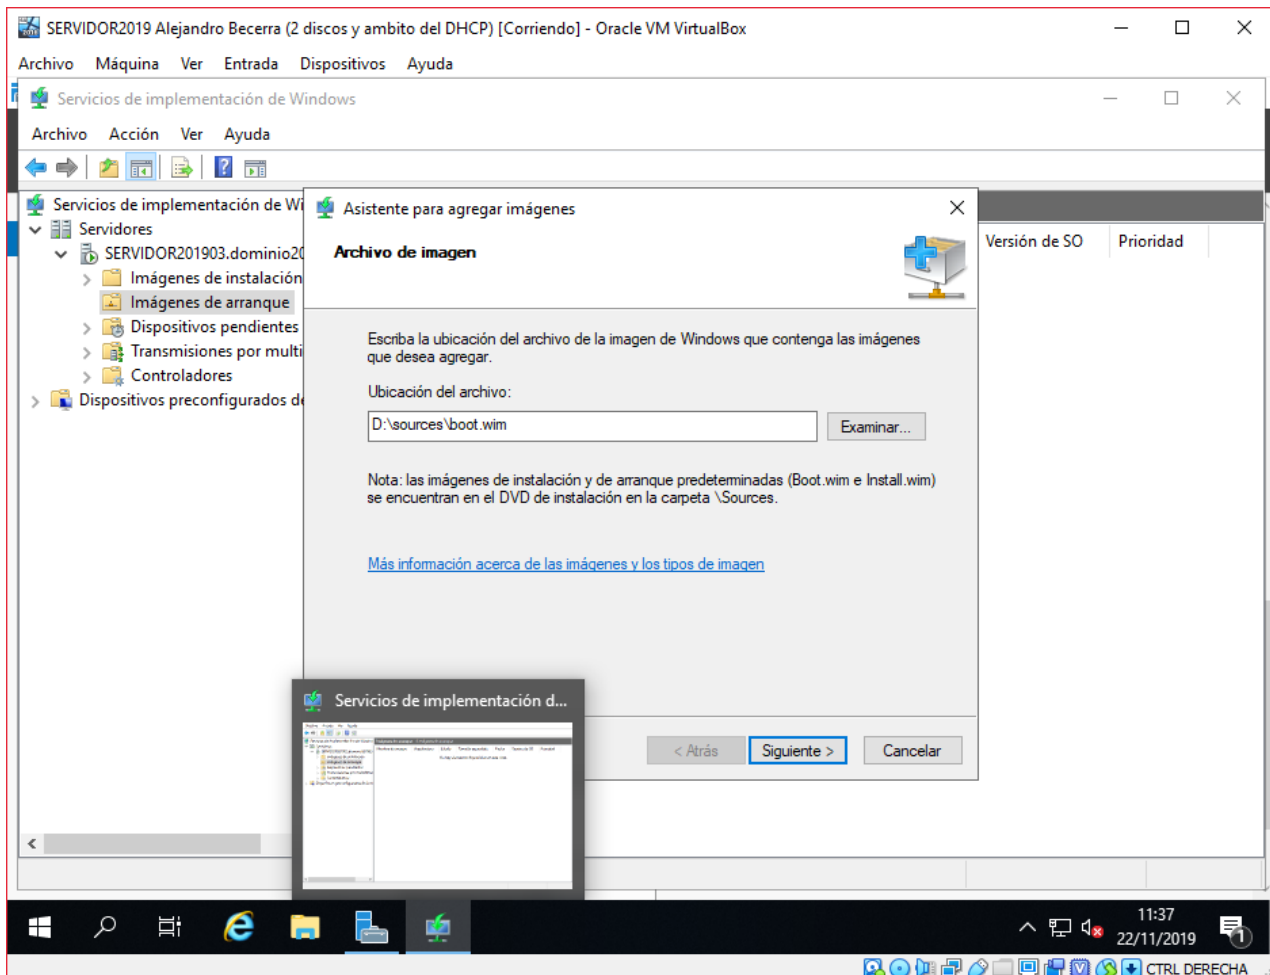 SERVIDOR2019 Alejandro Becerra (2 discos y ambito del DHCP) [Corriendo] - Oracle VM VirtualBox
Archivo Máquina Ver Entrada Dispositivos Ayuda
Servicios de implementación de Windows
Archivo Acción Ver Ayuda
Servicios de implementación de Wi
Servidores
SERVIDOR201903.dominio20
Imágenes de instalación
Imágenes de arranque
Dispositivos pendientes
Transmisiones por multi
Controladores
Dispositivos preconfigurados de
Versión de SO Prioridad
Asistente para agregar imágenes
Archivo de imagen
Escriba la ubicación del archivo de la imagen de Windows que contenga las imágenes
que desea agregar.
Ubicación del archivo:
D:\sources\boot.wim
Examinar...
Nota: las imágenes de instalación y de arranque predeterminadas (Boot.wim e Install.wim)
se encuentran en el DVD de instalación en la carpeta \Sources.
Más información acerca de las imágenes y los tipos de imagen
< Atrás Siguiente > Cancelar
Servicios de implementación d...
11:37
22/11/2019
1
CTRL DERECHA